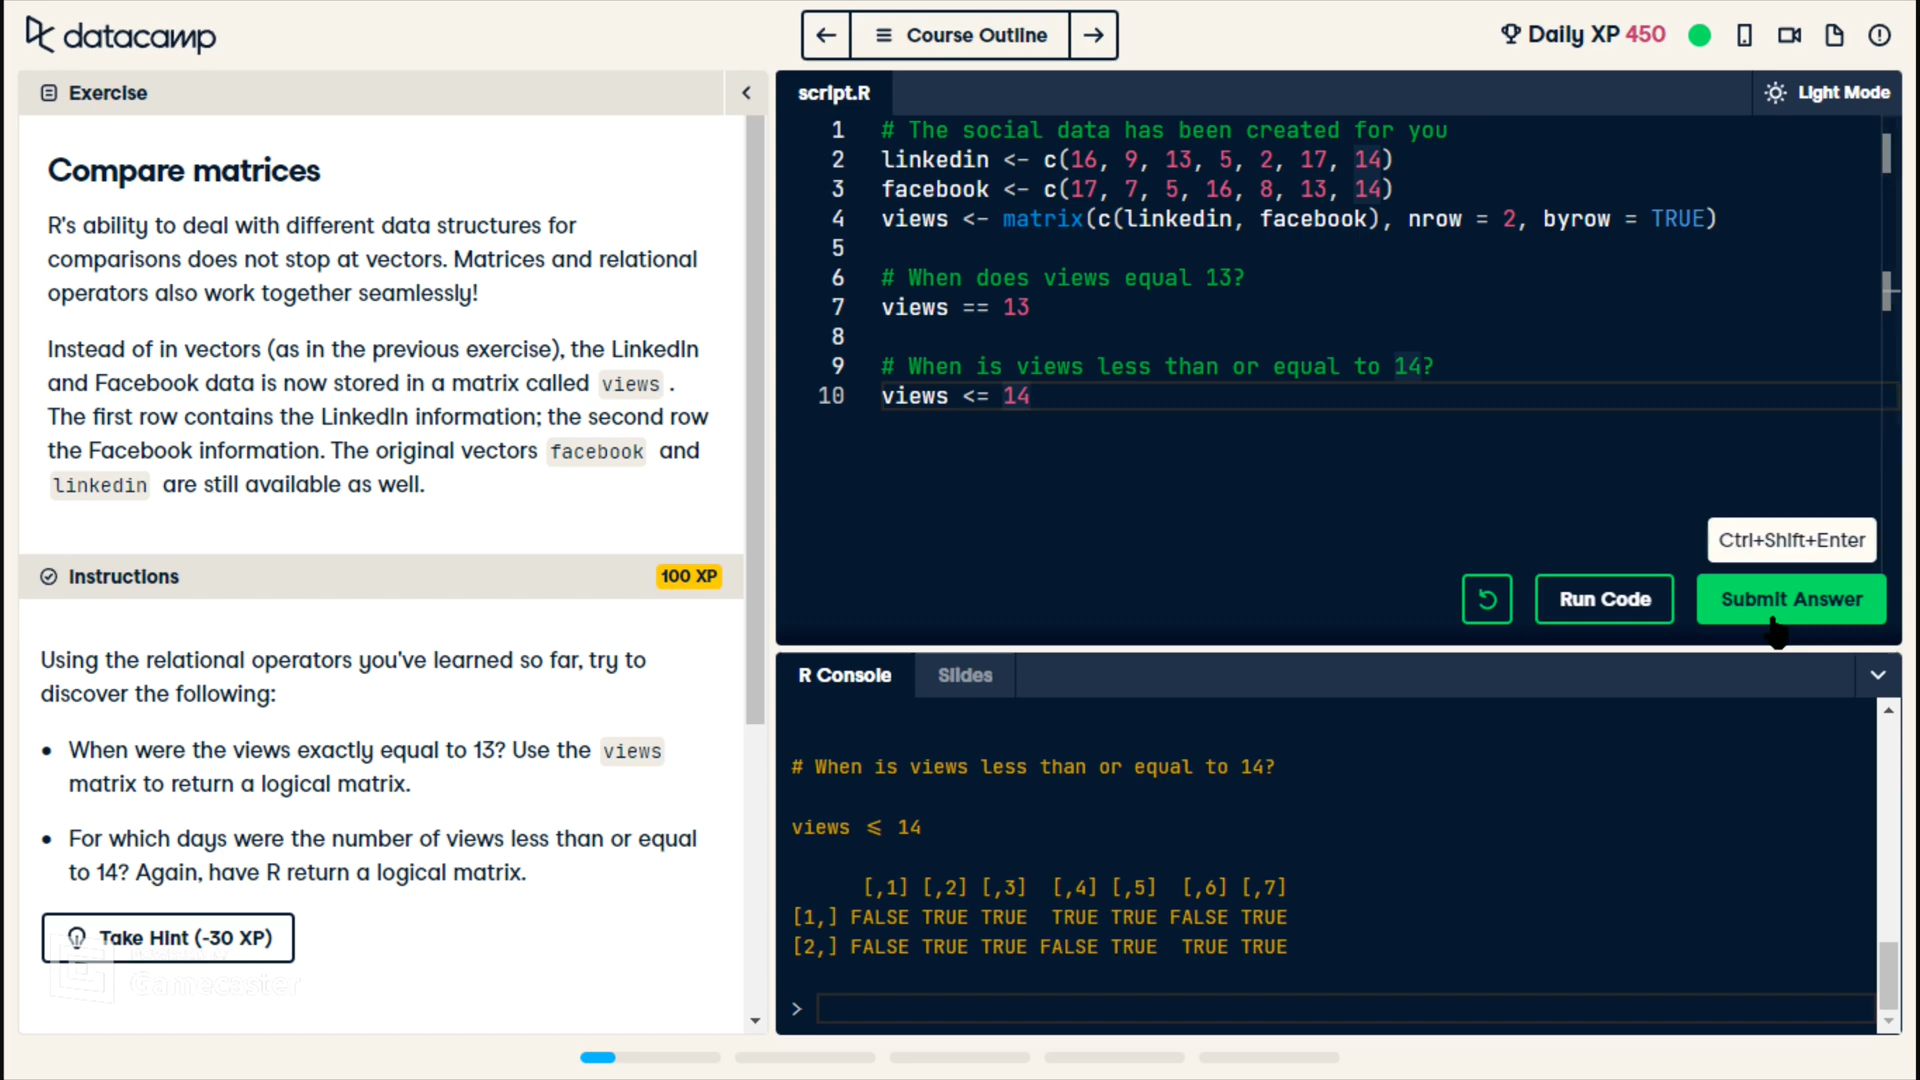 datacamp
Course Outline
Daily XP 450
Exercise
Compare matrices
R's ability to deal with different data structures for
comparisons does not stop at vectors. Matrices and relational
operators also work together seamlessly!
Instead of in vectors (as in the previous exercise), the LinkedIn
and Facebook data is now stored in a matrix called views .
The first row contains the LinkedIn information; the second row
the Facebook information. The original vectors facebook and
linkedin are still available as well.
Instructions
100 XP
Using the relational operators you've learned so far, try to
discover the following:
• When were the views exactly equal to 13? Use the views
matrix to return a logical matrix.
• For which days were the number of views less than or equal
to 14? Again, have R return a logical matrix.
Take Hint (-30 XP)
Gamecaster
script.R
Light Mode
1 # The social data has been created for you
2 linkedin <- c(16, 9, 13, 5, 2, 17, 14)
3 facebook <- c(17, 7, 5, 16, 8, 13, 14)
4 views <- matrix(c(linkedin, facebook), nrow = 2, byrow = TRUE)
5
6 # When does views equal 13?
7 views == 13
8
9 # When is views less than or equal to 14?
10 views <= 14
Ctrl+Shift+Enter
Run Code
Submit Answer
R Console
Slides
# When is views less than or equal to 14?
views <= 14
[,1] [,2] [,3] [,4] [,5] [,6] [,7]
[1,] FALSE TRUE TRUE TRUE TRUE FALSE TRUE
[2,] FALSE TRUE TRUE FALSE TRUE TRUE TRUE
>